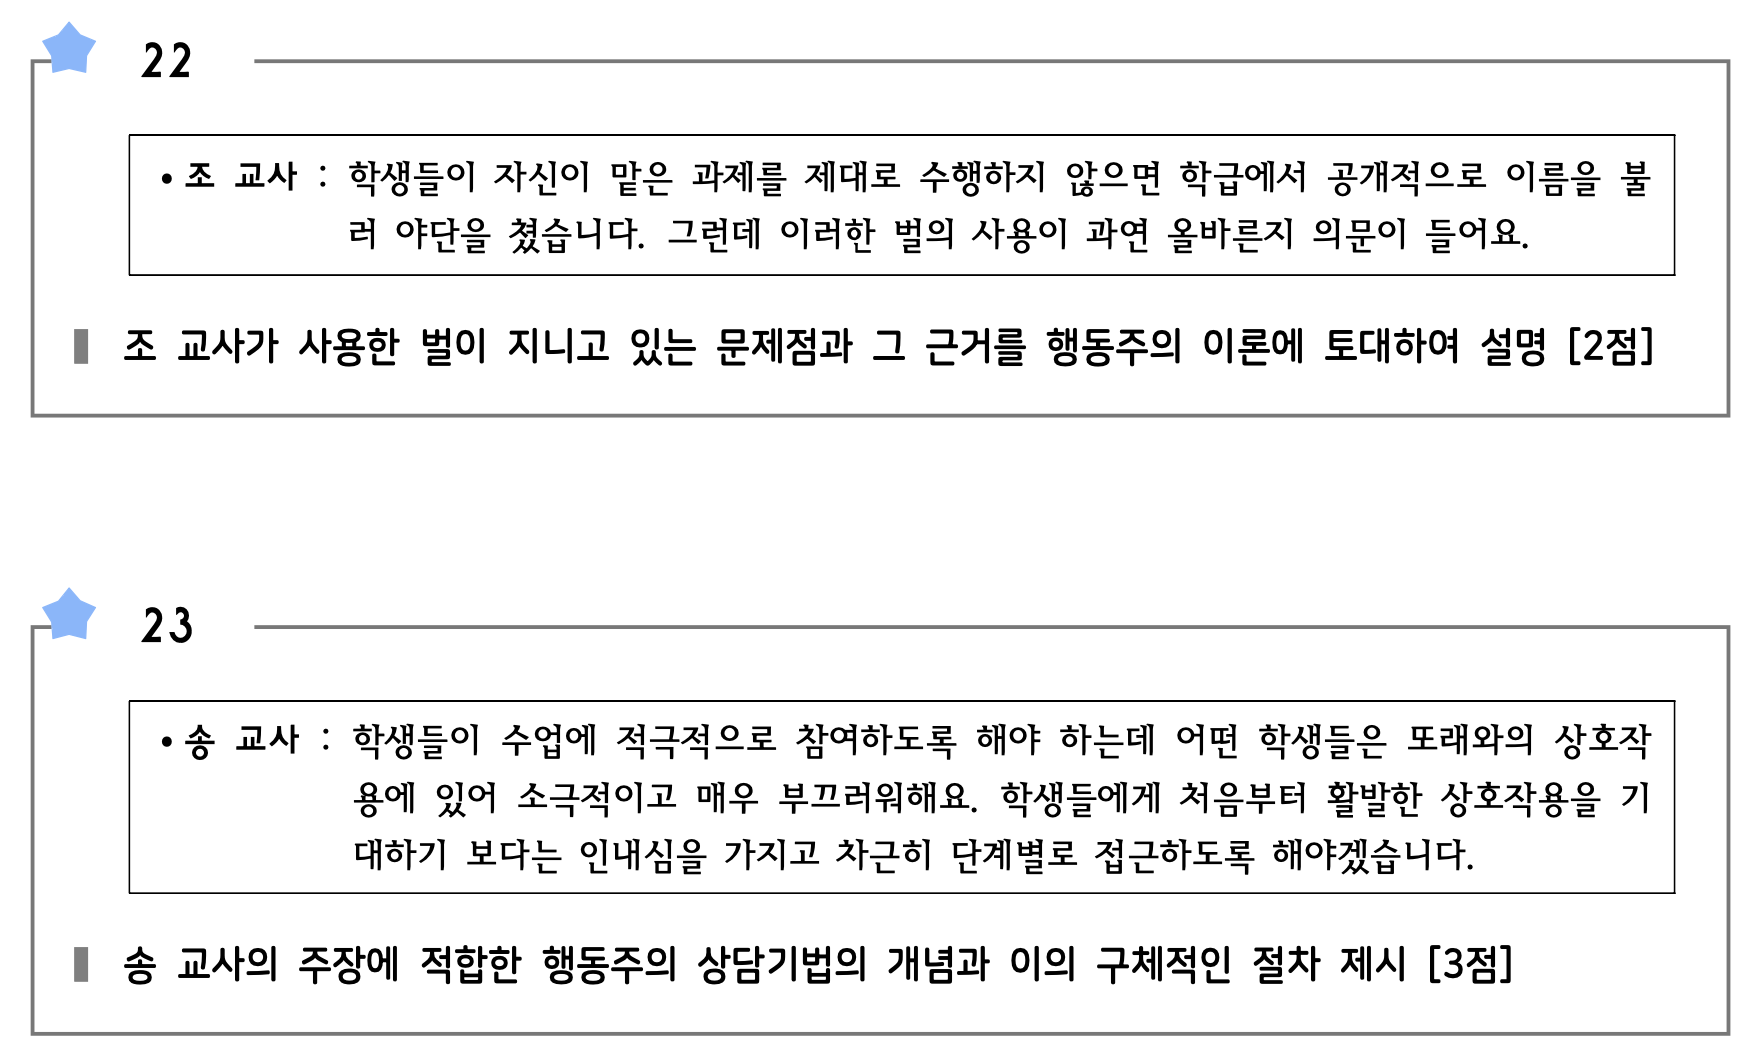 22
• 조 교사 : 학생들이 자신이 맡은 과제를 제대로 수행하지 않으면 학급에서 공개적으로 이름을 불
러 야단을 쳤습니다. 그런데 이러한 벌의 사용이 과연 올바른지 의문이 들어요.
조 교사가 사용한 벌이 지니고 있는 문제점과 그 근거를 행동주의 이론에 토대하여 설명 [2점]
23
• 송 교사 : 학생들이 수업에 적극적으로 참여하도록 해야 하는데 어떤 학생들은 또래와의 상호작
용에 있어 소극적이고 매우 부끄러워해요. 학생들에게 처음부터 활발한 상호작용을 기
대하기 보다는 인내심을 가지고 차근히 단계별로 접근하도록 해야겠습니다.
송 교사의 주장에 적합한 행동주의 상담기법의 개념과 이의 구체적인 절차 제시 [3점]